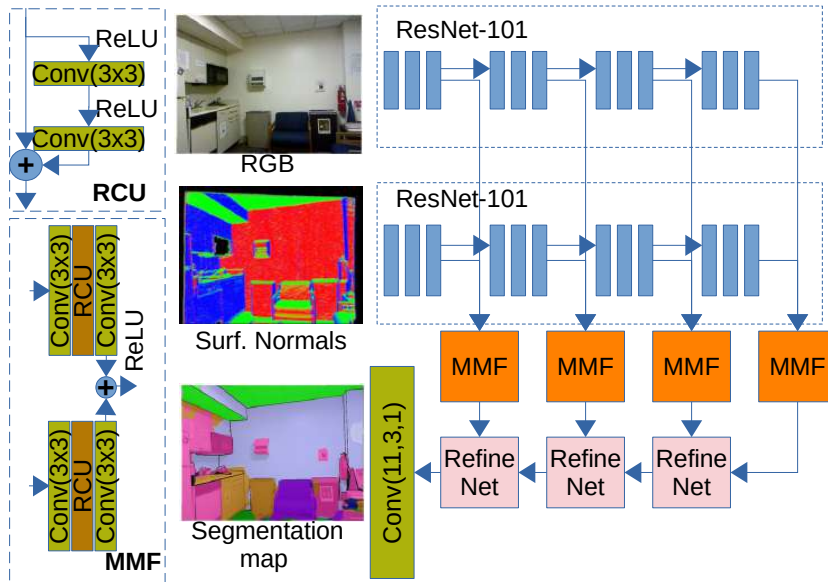 ReLU
Conv(3x3)
ReLU
Conv(3x3)
+
RCU
RGB
ResNet-101
ResNet-101
Conv(3x3)
RCU
Conv(3x3)
ReLU
+
Conv(3x3)
RCU
Conv(3x3)
MMF
Surf. Normals
Segmentation
map
MMF
MMF
MMF
MMF
Conv(11,3,1)
Refine
Net
Refine
Net
Refine
Net